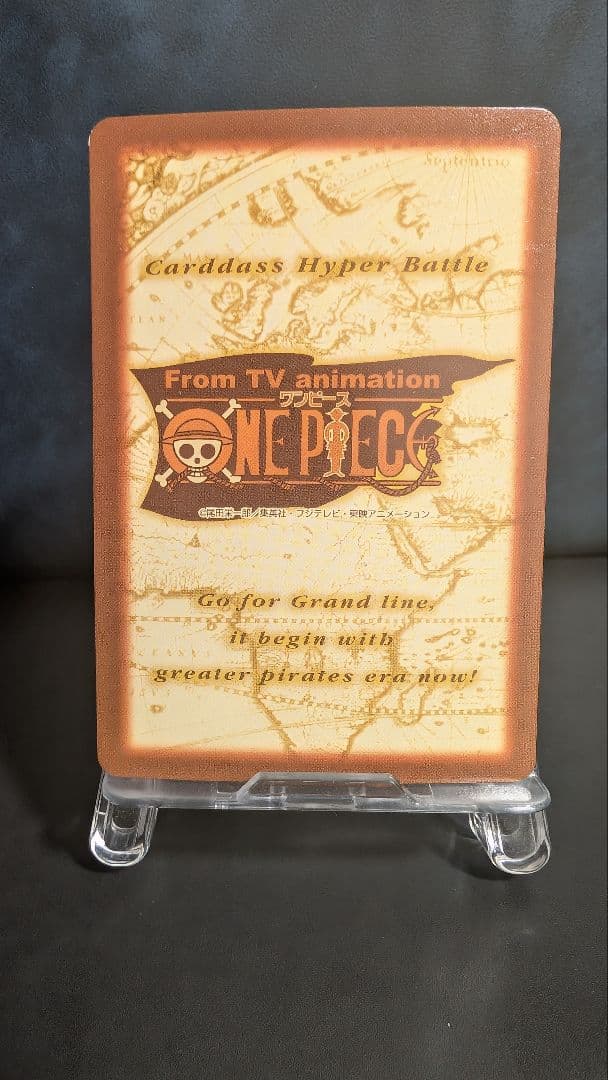 Septentrio
Carddass Hyper Battle
From TV animation
ワンピース
ONE PIECE
©尾田栄一郎／集英社・フジテレビ・東映アニメーション
Go for Grand line,
it begin with
greater pirates era now!